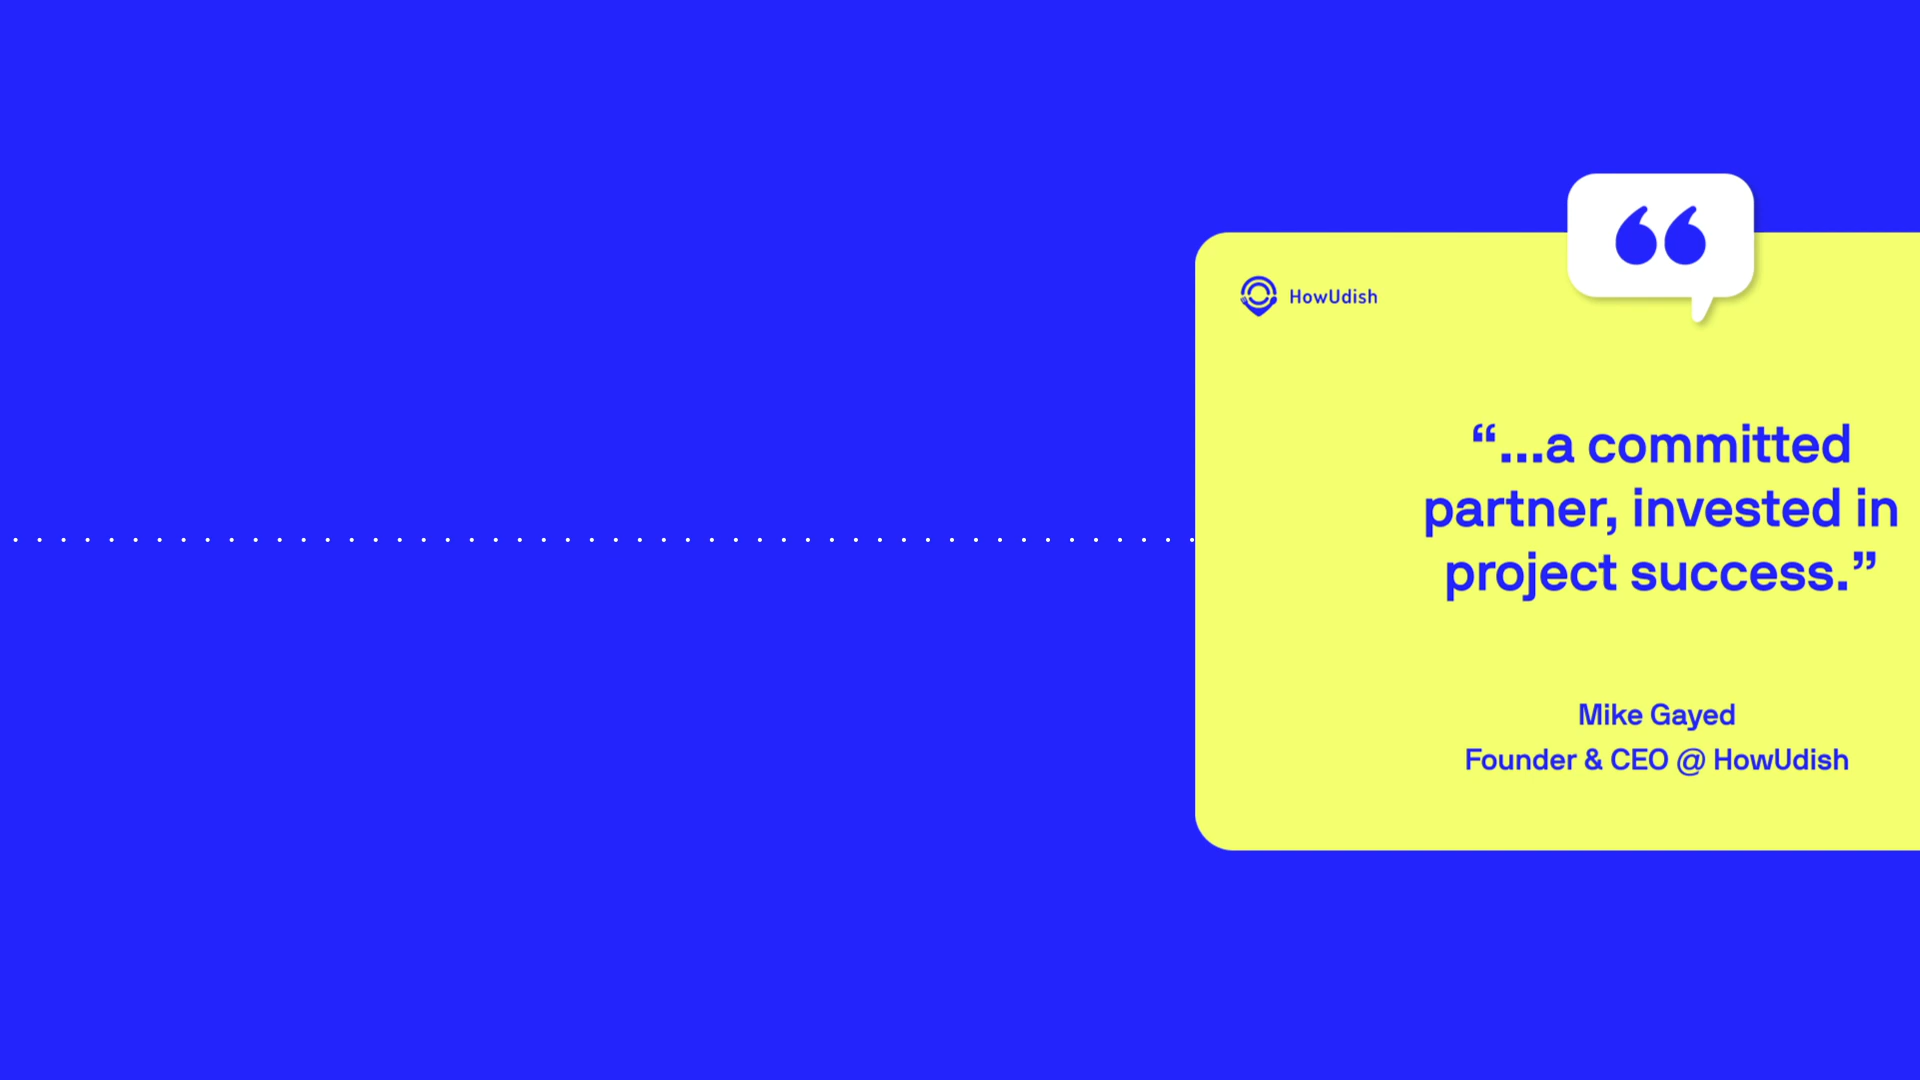 HowUdish
“...a committed
partner, invested in
project success.”
Mike Gayed
Founder & CEO @ HowUdish